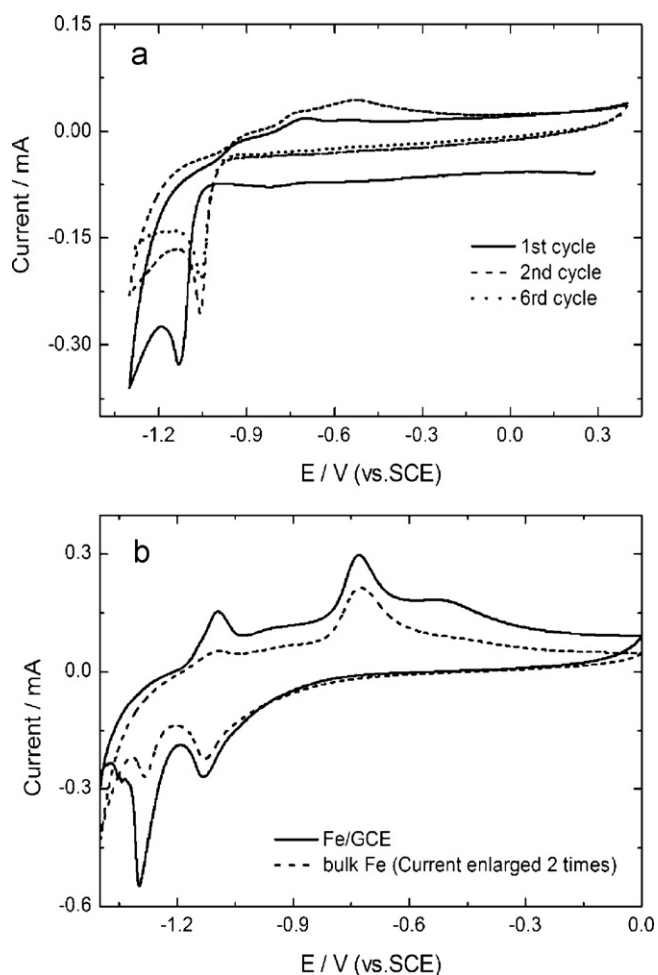 a
0.15
0.00
-0.15
-0.30
Current / mA
1st cycle
2nd cycle
6rd cycle
-1.2 -0.9 -0.6 -0.3 0.0 0.3
E / V (vs.SCE)
b
0.3
0.0
-0.3
-0.6
Current / mA
Fe/GCE
bulk Fe (Current enlarged 2 times)
-1.2 -0.9 -0.6 -0.3 0.0
E / V (vs.SCE)